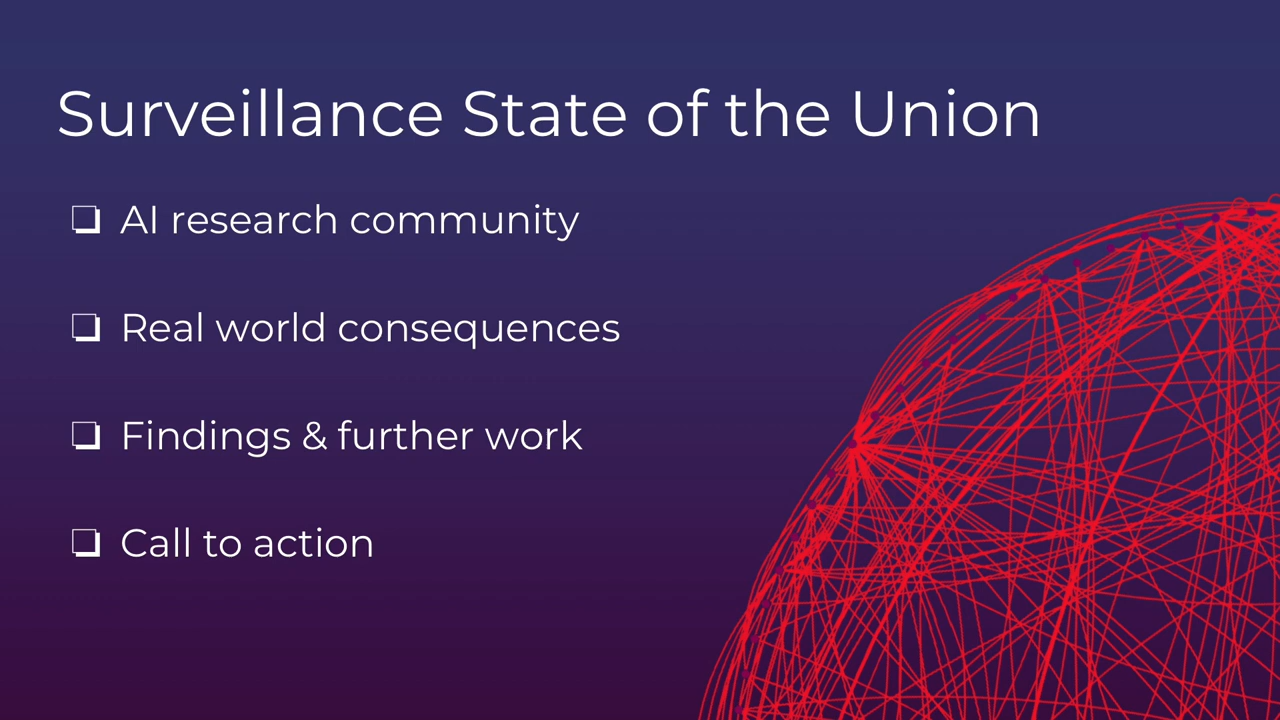 Surveillance State of the Union
❏ AI research community
❏ Real world consequences
❏ Findings & further work
❏ Call to action